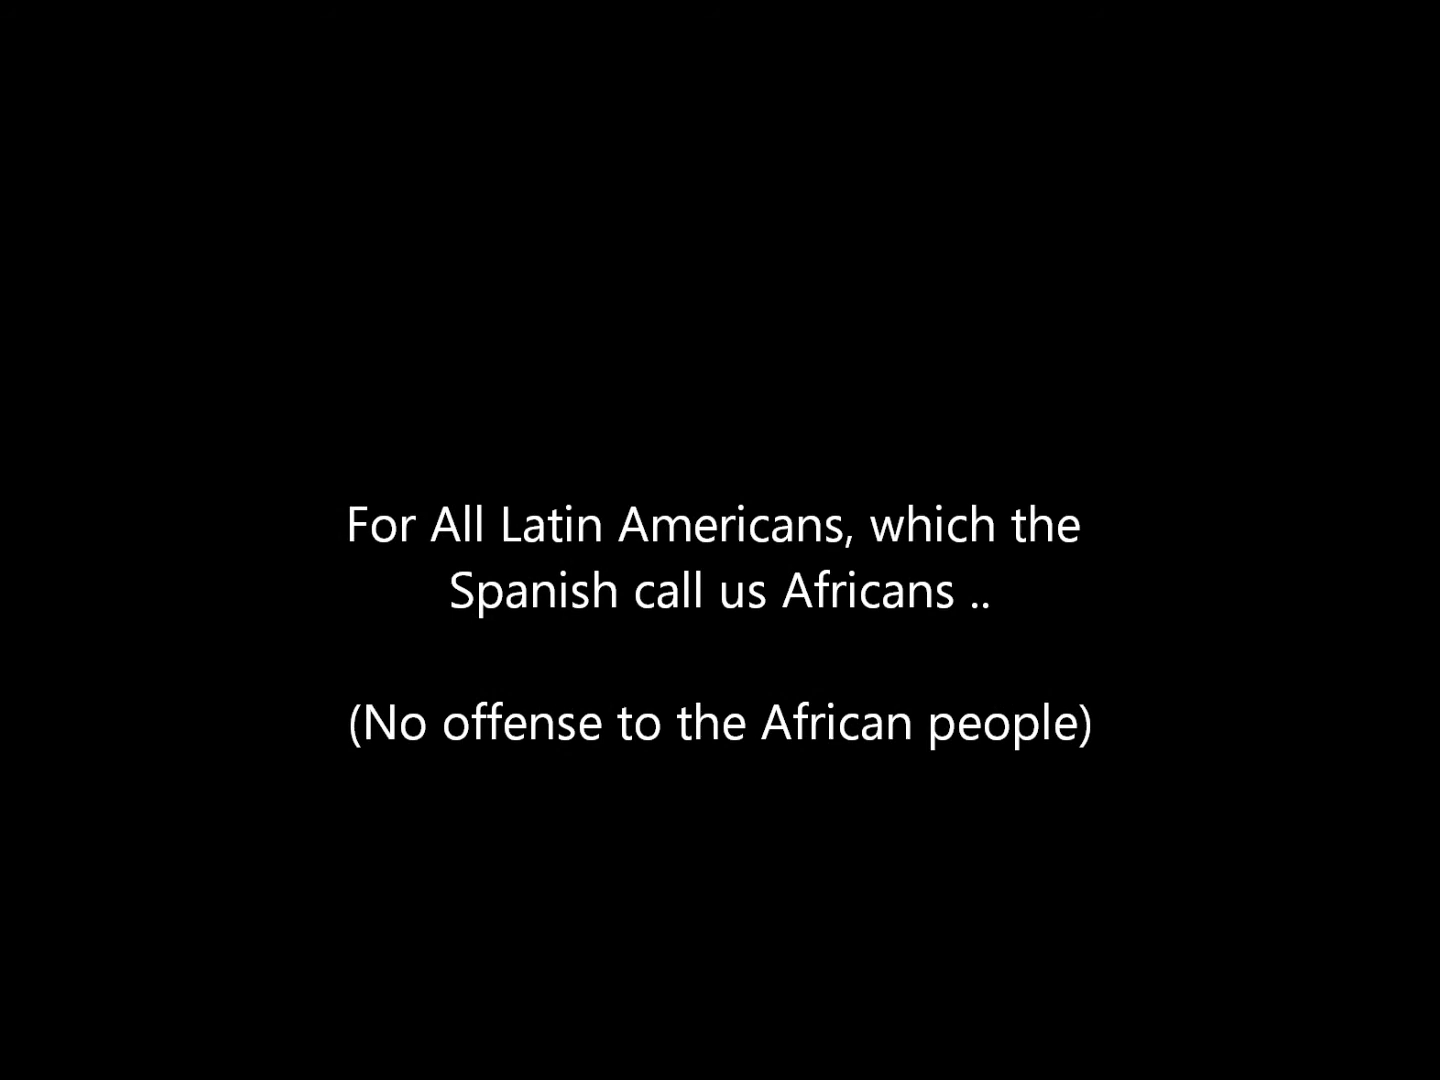 For All Latin Americans, which the
Spanish call us Africans ..
(No offense to the African people)